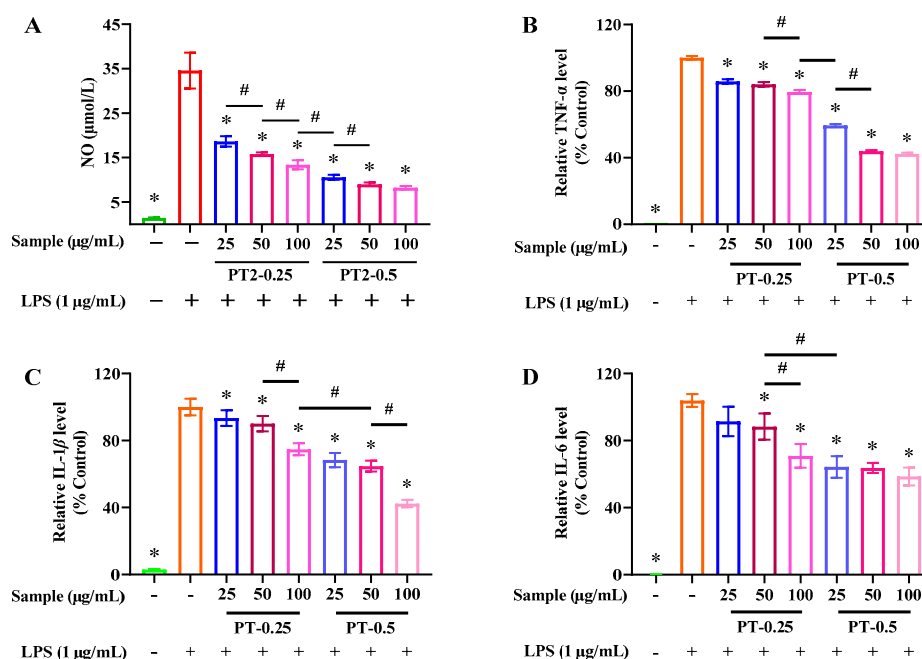 A
NO (μmol/L)
45
35
25
15
5
# # # #
* * * * * * *
Sample (μg/mL) — — 25 50 100 25 50 100
PT2-0.25 PT2-0.5
LPS (1 μg/mL) — + + + + + + +
B
Relative TNF-α level
(% Control)
120
80
40
0
# #
* * * * * * *
Sample (μg/mL) - - 25 50 100 25 50 100
PT-0.25 PT-0.5
LPS (1 μg/mL) - + + + + + + +
C
Relative IL-1β level
(% Control)
120
80
40
0
# # #
* * * * * * *
Sample (μg/mL) - - 25 50 100 25 50 100
PT-0.25 PT-0.5
LPS (1 μg/mL) - + + + + + + +
D
Relative IL-6 level
(% Control)
120
80
40
0
#
#
* * * * * *
Sample (μg/mL) - - 25 50 100 25 50 100
PT-0.25 PT-0.5
LPS (1 μg/mL) - + + + + + + +